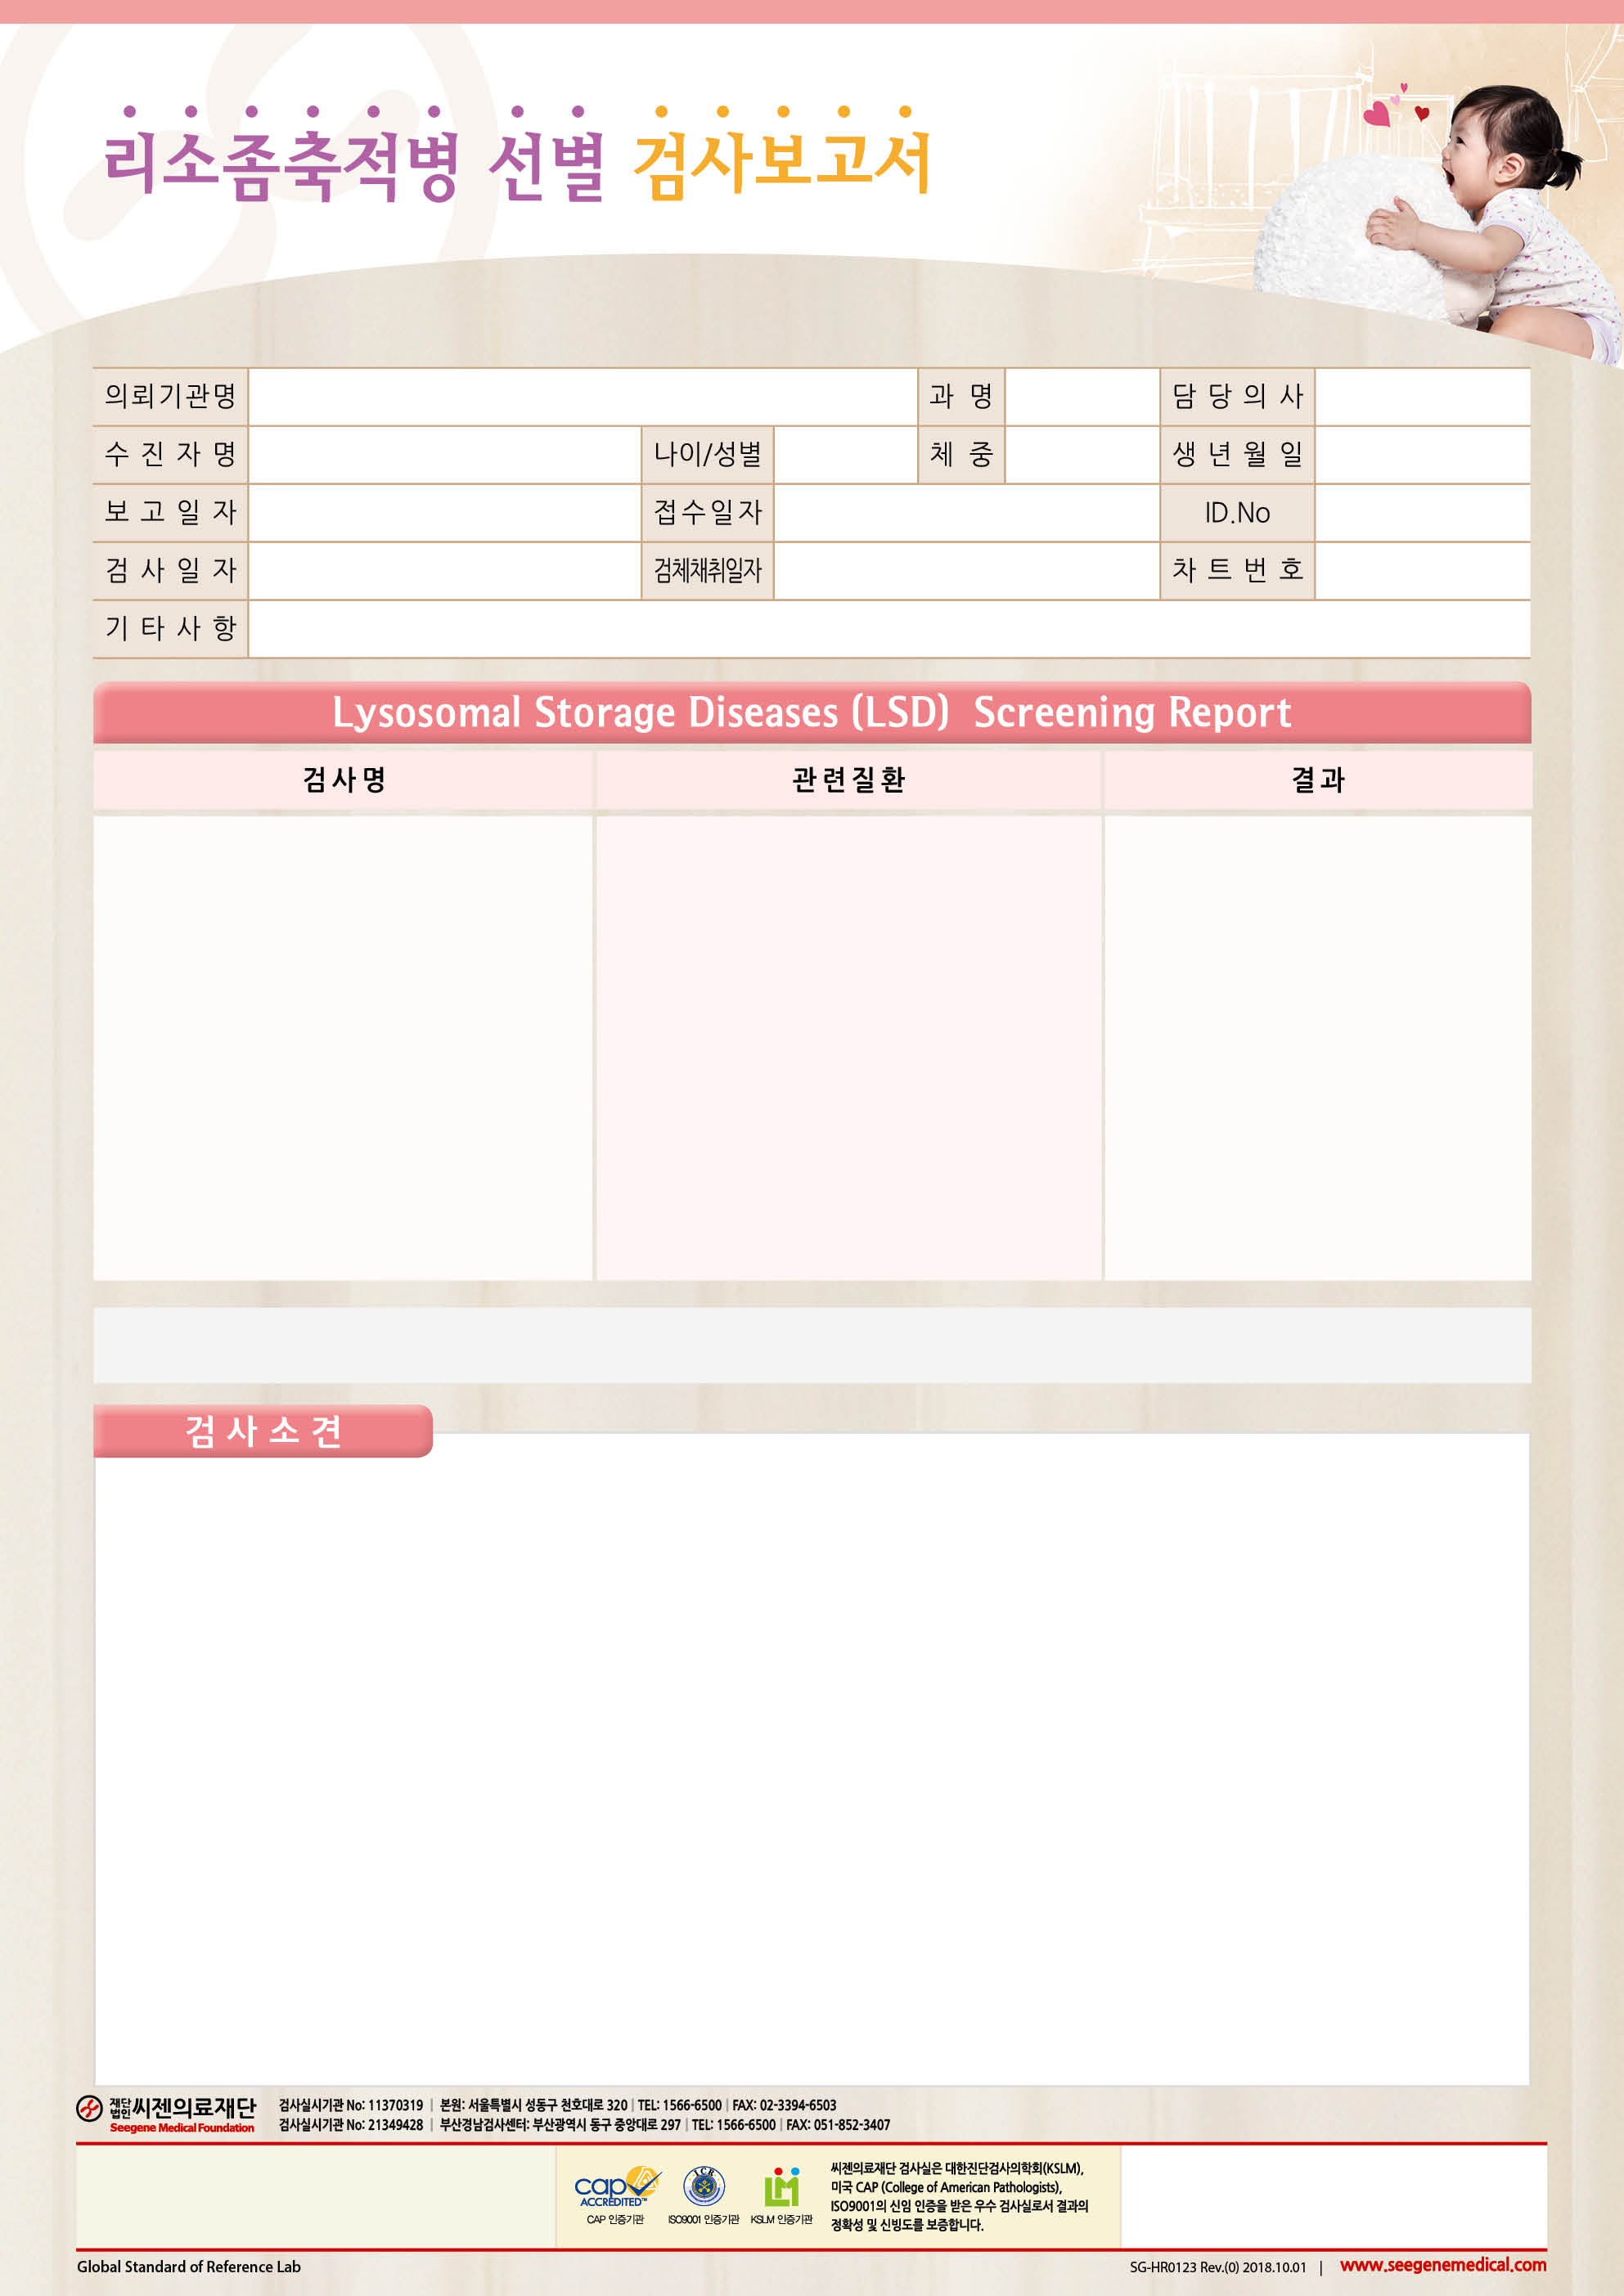 리소좀축적병 선별 검사보고서
의뢰기관명 과 명 담 당 의 사
수 진 자 명 나이/성별 체 중 생 년 월 일
보 고 일 자 접수일자 ID.No
검 사 일 자 검체채취일자 차 트 번 호
기 타 사 항
Lysosomal Storage Diseases (LSD) Screening Report
검사명 관련질환 결과
검 사 소 견
재단법인 씨젠의료재단
Seegene Medical Foundation
검사실시기관 No: 11370319 | 본원: 서울특별시 성동구 천호대로 320 | TEL: 1566-6500 | FAX: 02-3394-6503
검사실시기관 No: 21349428 | 부산경남검사센터: 부산광역시 동구 중앙대로 297 | TEL: 1566-6500 | FAX: 051-852-3407
cap
ACCREDITED™
CAP 인증기관
ICR
ISO9001 인증기관
KSLM 인증기관
씨젠의료재단 검사실은 대한진단검사의학회(KSLM),
미국 CAP (College of American Pathologists),
ISO9001의 신임 인증을 받은 우수 검사실로서 결과의
정확성 및 신빙도를 보증합니다.
Global Standard of Reference Lab
SG-HR0123 Rev.(0) 2018.10.01 | www.seegenemedical.com